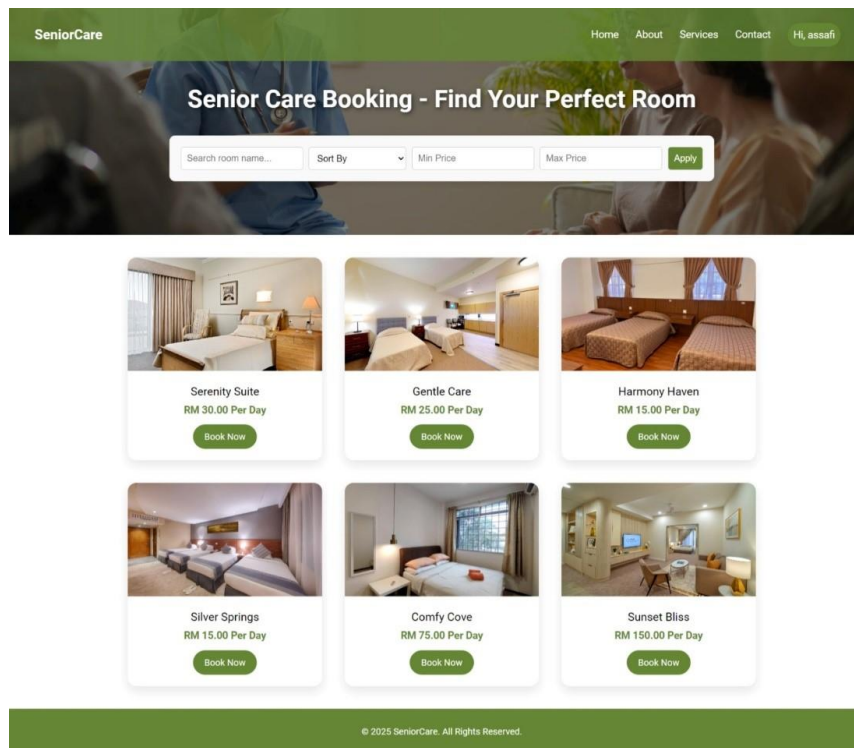 SeniorCare
Home About Services Contact Hi, assafi
Senior Care Booking - Find Your Perfect Room
Search room name... Sort By Min Price Max Price Apply
Serenity Suite
RM 30.00 Per Day
Book Now
Gentle Care
RM 25.00 Per Day
Book Now
Harmony Haven
RM 15.00 Per Day
Book Now
Silver Springs
RM 15.00 Per Day
Book Now
Comfy Cove
RM 75.00 Per Day
Book Now
Sunset Bliss
RM 150.00 Per Day
Book Now
© 2025 SeniorCare. All Rights Reserved.